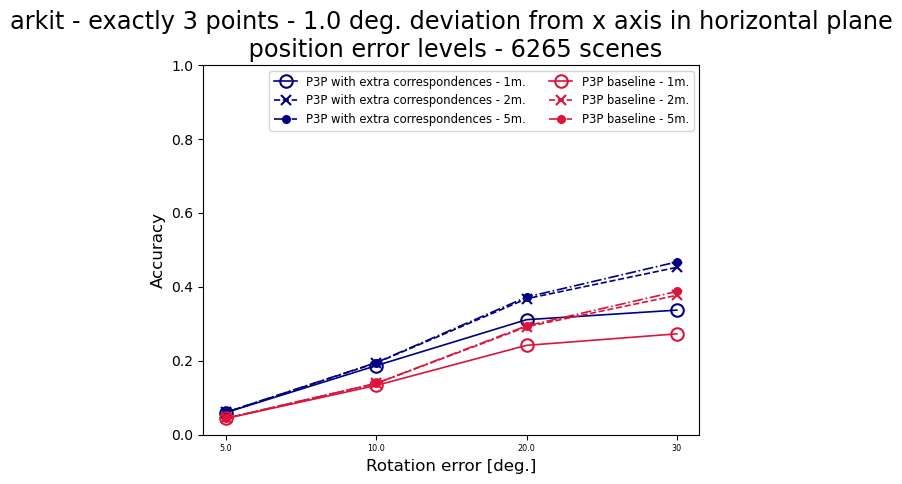 arkit - exactly 3 points - 1.0 deg. deviation from x axis in horizontal plane
position error levels - 6265 scenes
P3P with extra correspondences - 1m.
P3P with extra correspondences - 2m.
P3P with extra correspondences - 5m.
P3P baseline - 1m.
P3P baseline - 2m.
P3P baseline - 5m.
1.0
0.8
0.6
0.4
0.2
0.0
Accuracy
5.0
10.0
20.0
30
Rotation error [deg.]